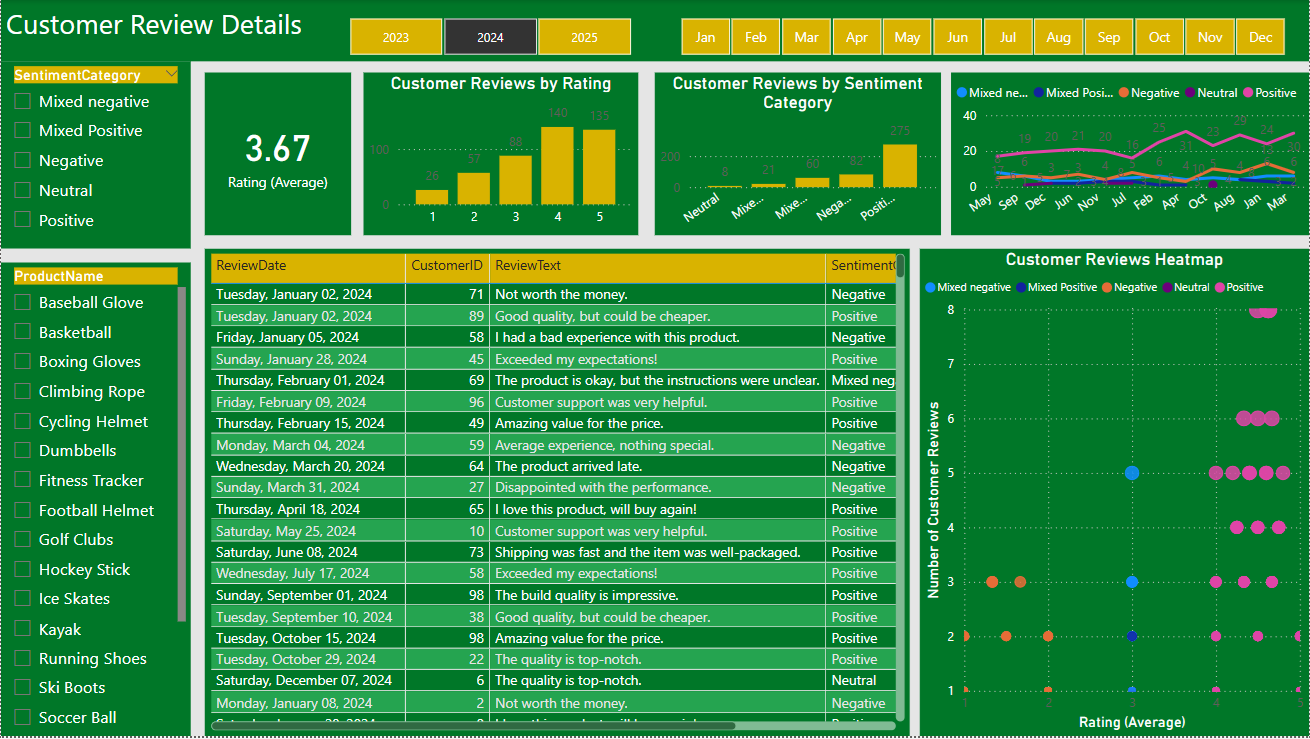 Customer Review Details
2023 2024 2025
Jan Feb Mar Apr May Jun Jul Aug Sep Oct Nov Dec
SentimentCategory
Mixed negative
Mixed Positive
Negative
Neutral
Positive
3.67
Rating (Average)
Customer Reviews by Rating
100
0
26 57 88 140 135
1 2 3 4 5
Customer Reviews by Sentiment
Category
200
0
8 21 60 82 275
Neutral Mixe... Mixe... Nega... Positi...
Mixed ne... Mixed Posi... Negative Neutral Positive
40
20
0
19 20 21 20 16 25 31 23 29 24 30
May Sep Dec Jun Nov Jul Feb Apr Oct Aug Jan Mar
ProductName
Baseball Glove
Basketball
Boxing Gloves
Climbing Rope
Cycling Helmet
Dumbbells
Fitness Tracker
Football Helmet
Golf Clubs
Hockey Stick
Ice Skates
Kayak
Running Shoes
Ski Boots
Soccer Ball
ReviewDate CustomerID ReviewText Sentiment
Tuesday, January 02, 2024 71 Not worth the money. Negative
Tuesday, January 02, 2024 89 Good quality, but could be cheaper. Positive
Friday, January 05, 2024 58 I had a bad experience with this product. Negative
Sunday, January 28, 2024 45 Exceeded my expectations! Positive
Thursday, February 01, 2024 69 The product is okay, but the instructions were unclear. Mixed neg
Friday, February 09, 2024 96 Customer support was very helpful. Positive
Thursday, February 15, 2024 49 Amazing value for the price. Positive
Monday, March 04, 2024 59 Average experience, nothing special. Negative
Wednesday, March 20, 2024 64 The product arrived late. Negative
Sunday, March 31, 2024 27 Disappointed with the performance. Negative
Thursday, April 18, 2024 65 I love this product, will buy again! Positive
Saturday, May 25, 2024 10 Customer support was very helpful. Positive
Saturday, June 08, 2024 73 Shipping was fast and the item was well-packaged. Positive
Wednesday, July 17, 2024 58 Exceeded my expectations! Positive
Sunday, September 01, 2024 98 The build quality is impressive. Positive
Tuesday, September 10, 2024 38 Good quality, but could be cheaper. Positive
Tuesday, October 15, 2024 98 Amazing value for the price. Positive
Tuesday, October 29, 2024 22 The quality is top-notch. Positive
Saturday, December 07, 2024 6 The quality is top-notch. Neutral
Monday, January 08, 2024 2 Not worth the money. Negative
Customer Reviews Heatmap
Mixed negative Mixed Positive Negative Neutral Positive
Number of Customer Reviews
8
7
6
5
4
3
2
1
1 2 3 4 5
Rating (Average)